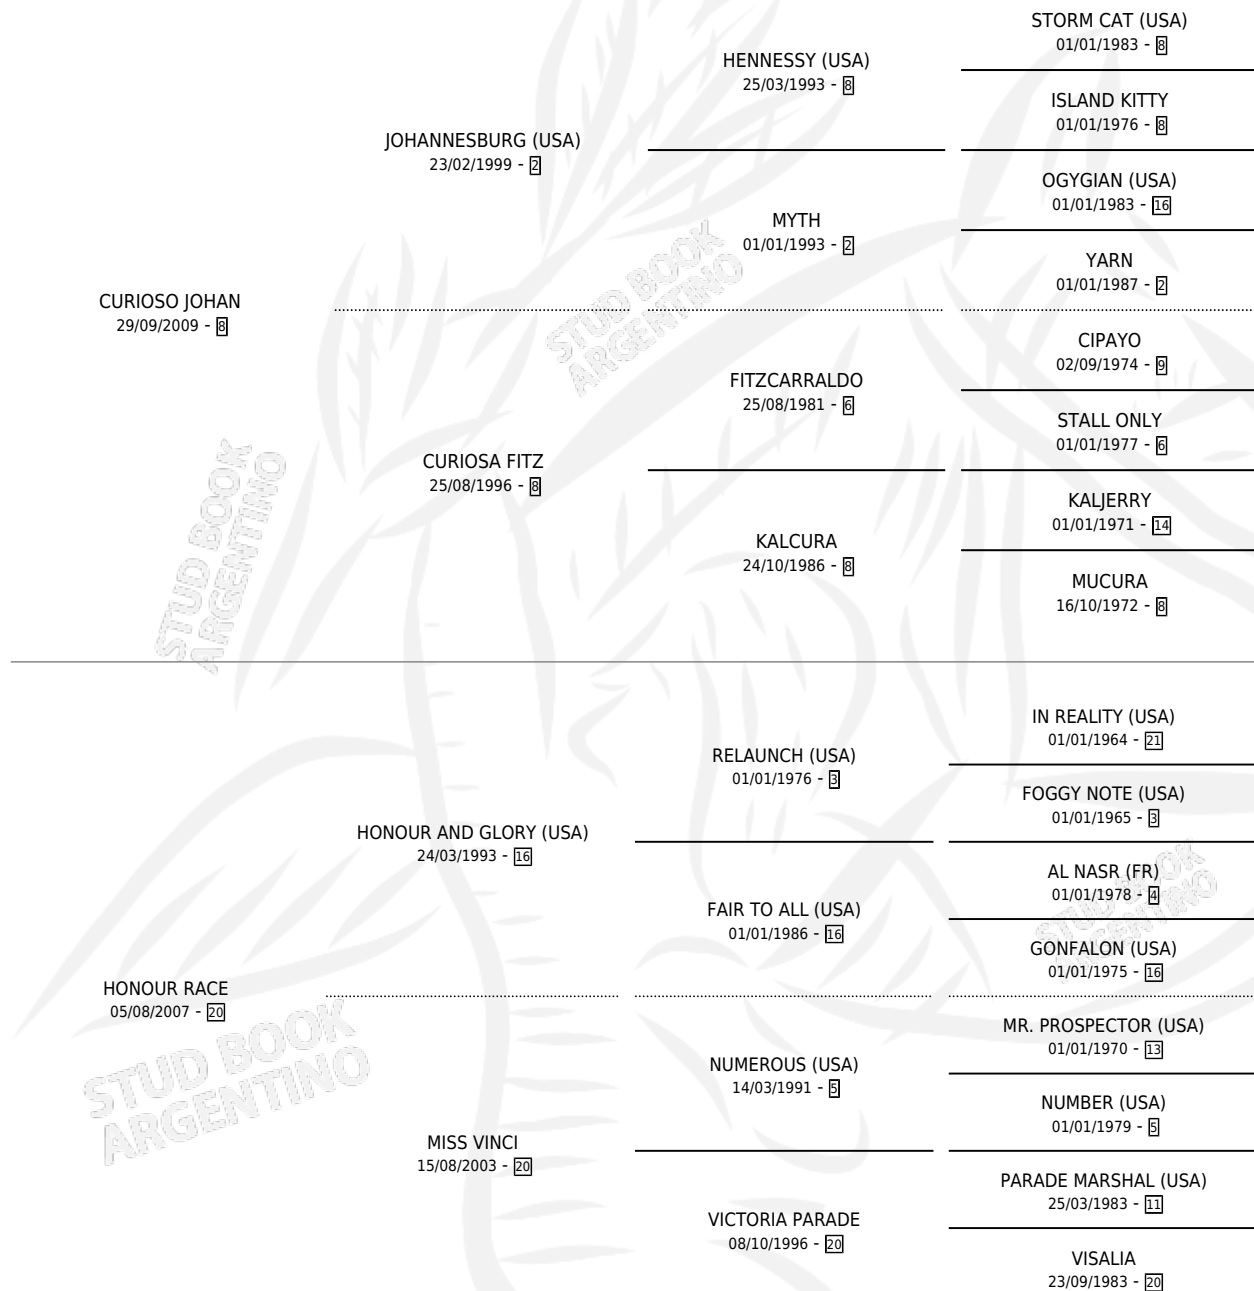 STORM CAT (USA)
01/01/1983 - 8
HENNESSY (USA)
25/03/1993 - 8
ISLAND KITTY
01/01/1976 - 8
JOHANNESBURG (USA)
23/02/1999 - 2
OGYGIAN (USA)
01/01/1983 - 16
MYTH
01/01/1993 - 2
YARN
01/01/1987 - 2
CURIOSO JOHAN
29/09/2009 - 8
CIPAYO
02/09/1974 - 9
FITZCARRALDO
25/08/1981 - 6
STALL ONLY
01/01/1977 - 6
CURIOSA FITZ
25/08/1996 - 8
KALJERRY
01/01/1971 - 14
KALCURA
24/10/1986 - 8
MUCURA
16/10/1972 - 8
STUD BOOK
ARGENTINO
STUD BOOK
ARGENTINO
IN REALITY (USA)
01/01/1964 - 21
RELAUNCH (USA)
01/01/1976 - 3
FOGGY NOTE (USA)
01/01/1965 - 3
HONOUR AND GLORY (USA)
24/03/1993 - 16
AL NASR (FR)
01/01/1978 - 4
FAIR TO ALL (USA)
01/01/1986 - 16
GONFALON (USA)
01/01/1975 - 16
STUD BOOK
ARGENTINO
HONOUR RACE
05/08/2007 - 20
MR. PROSPECTOR (USA)
01/01/1970 - 13
NUMEROUS (USA)
14/03/1991 - 5
NUMBER (USA)
01/01/1979 - 5
MISS VINCI
15/08/2003 - 20
PARADE MARSHAL (USA)
25/03/1983 - 11
VICTORIA PARADE
08/10/1996 - 20
VISALIA
23/09/1983 - 20
STUD BOOK
ARGENTINO